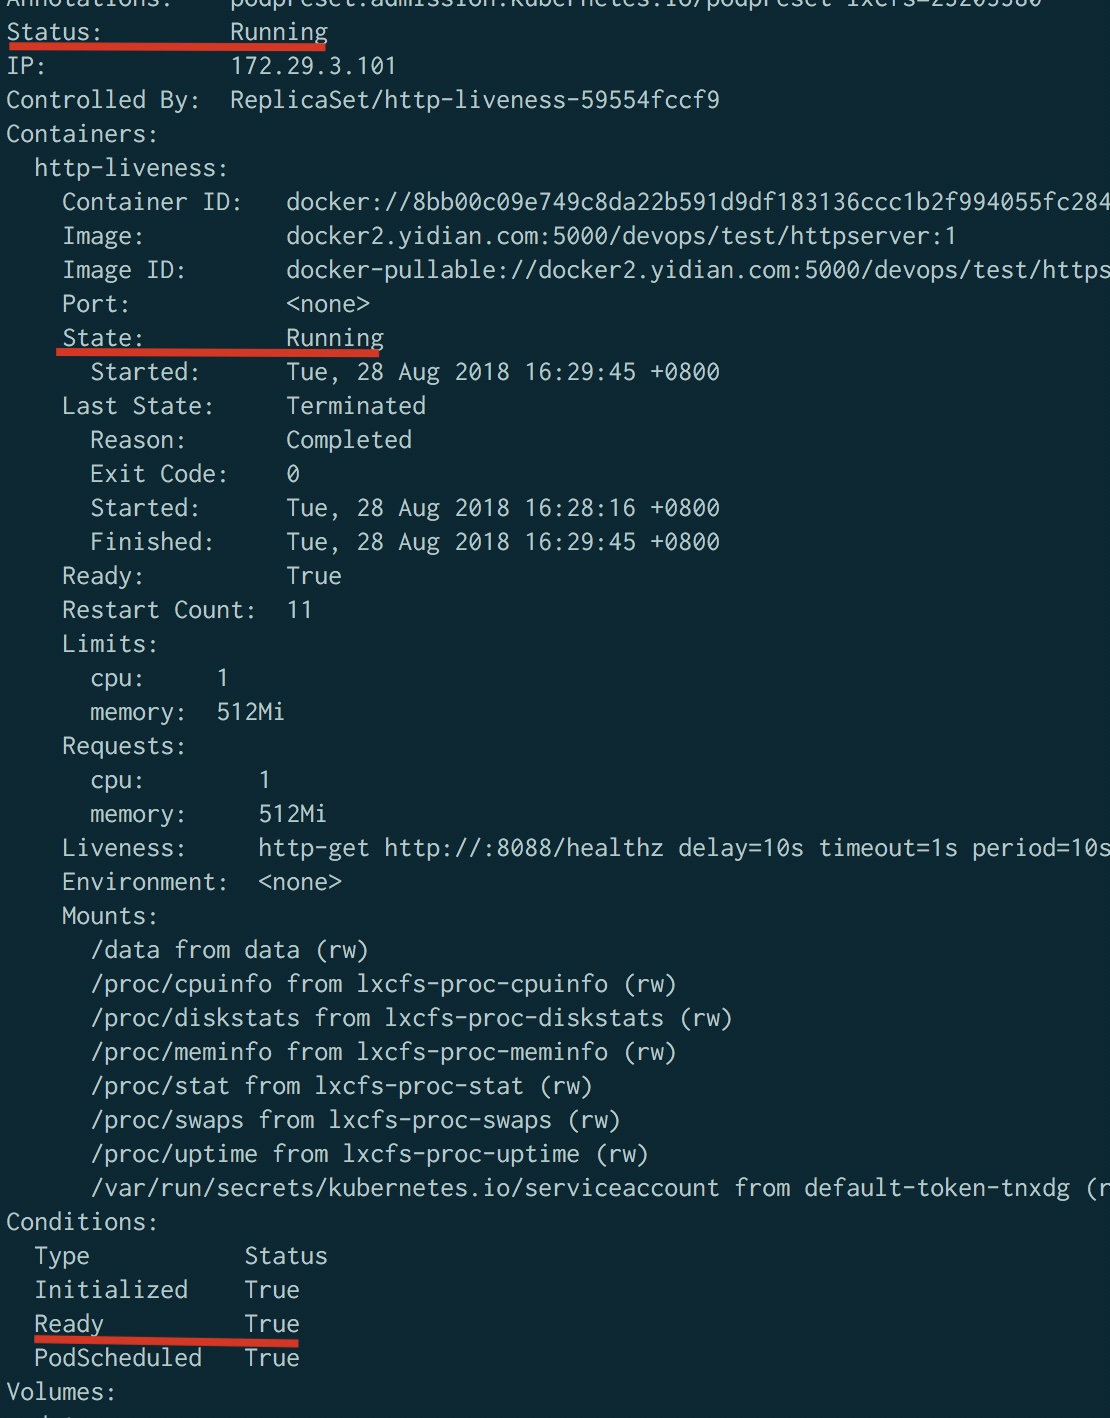 Annotations:    podpreset.admission.kubernetes.io/podpreset-lxcfs=23203380
Status:         Running
IP:             172.29.3.101
Controlled By:  ReplicaSet/http-liveness-59554fccf9
Containers:
  http-liveness:
    Container ID:   docker://8bb00c09e749c8da22b591d9df183136ccc1b2f994055fc284
    Image:          docker2.yidian.com:5000/devops/test/httpserver:1
    Image ID:       docker-pullable://docker2.yidian.com:5000/devops/test/https
    Port:           <none>
    State:          Running
      Started:      Tue, 28 Aug 2018 16:29:45 +0800
    Last State:     Terminated
      Reason:       Completed
      Exit Code:    0
      Started:      Tue, 28 Aug 2018 16:28:16 +0800
      Finished:     Tue, 28 Aug 2018 16:29:45 +0800
    Ready:          True
    Restart Count:  11
    Limits:
      cpu:     1
      memory:  512Mi
    Requests:
      cpu:        1
      memory:     512Mi
    Liveness:     http-get http://:8088/healthz delay=10s timeout=1s period=10s
    Environment:  <none>
    Mounts:
      /data from data (rw)
      /proc/cpuinfo from lxcfs-proc-cpuinfo (rw)
      /proc/diskstats from lxcfs-proc-diskstats (rw)
      /proc/meminfo from lxcfs-proc-meminfo (rw)
      /proc/stat from lxcfs-proc-stat (rw)
      /proc/swaps from lxcfs-proc-swaps (rw)
      /proc/uptime from lxcfs-proc-uptime (rw)
      /var/run/secrets/kubernetes.io/serviceaccount from default-token-tnxdg (r
Conditions:
  Type           Status
  Initialized    True
  Ready          True
  PodScheduled   True
Volumes: